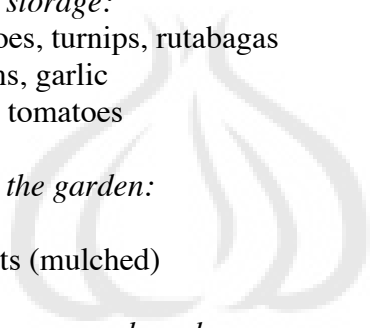 storage:
oes, turnips, rutabagas
ns, garlic
tomatoes
the garden:
ts (mulched)